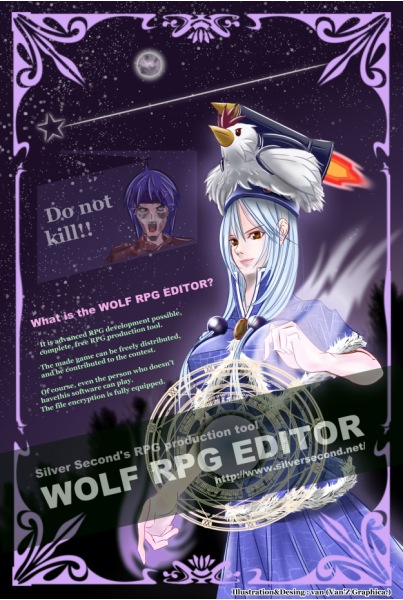 Do not
kill!!
What is the WOLF RPG EDITOR?
It is advanced RPG development possible,
complete, free RPG production tool.
The made game can be freely distributed,
and be contributed to the contest.
Of course, even the person who doesn't
havethis software can play.
The file encryption is fully equipped.
Silver Second's RPG production tool
WOLF RPG EDITOR
http://www.silversecond.net/
Illustration&Desing : van (Van'Z Graphics,)